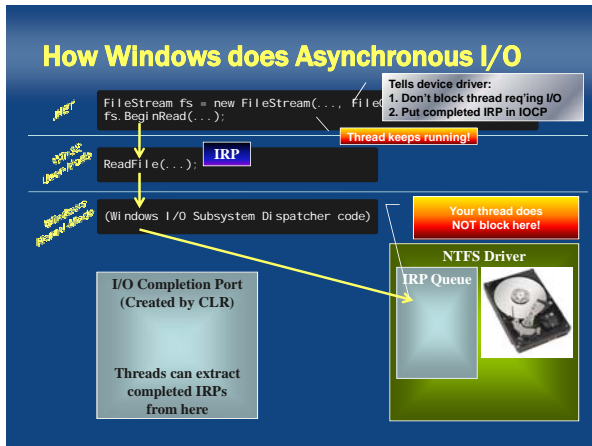 How Windows does Asynchronous I/O
Tells device driver:
1. Don't block thread req'ing I/O
2. Put completed IRP in IOCP
.NET
FileStream fs = new FileStream(...,
fs.BeginRead(...);
Thread keeps running!
Win32
User-Mode
ReadFile(...);
IRP
Windows
Kernel-Mode
(Windows I/O Subsystem Dispatcher code)
Your thread does
NOT block here!
NTFS Driver
IRP Queue
I/O Completion Port
(Created by CLR)
Threads can extract
completed IRPs
from here